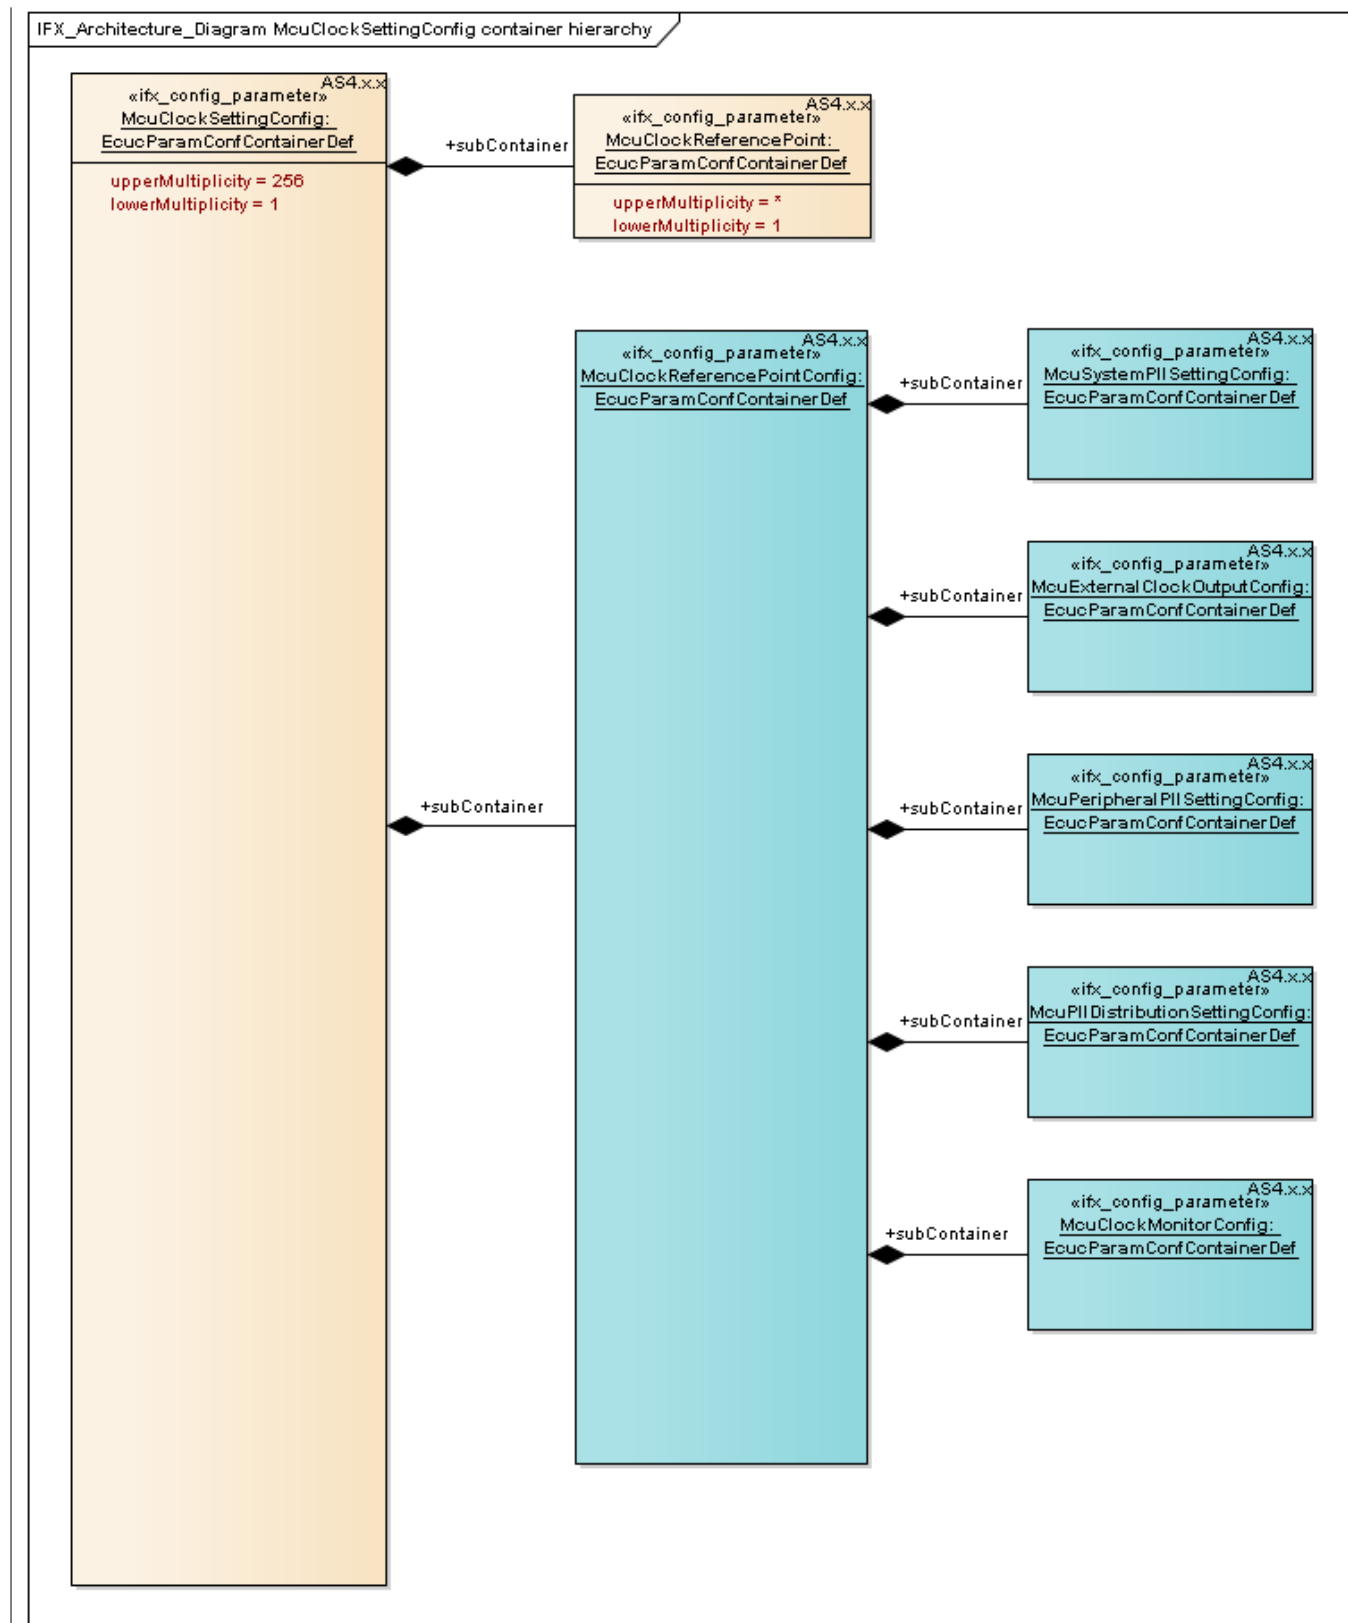 IFX_Architecture_Diagram McuClockSettingConfig container hierarchy
AS4.x.x
«ifx_config_parameter»
McuClockSettingConfig:
EcucParamConfContainerDef
upperMultiplicity = 256
lowerMultiplicity = 1
+subContainer
AS4.x.x
«ifx_config_parameter»
McuClockReferencePoint:
EcucParamConfContainerDef
upperMultiplicity = *
lowerMultiplicity = 1
+subContainer
AS4.x.x
«ifx_config_parameter»
McuClockReferencePointConfig:
EcucParamConfContainerDef
+subContainer
AS4.x.x
«ifx_config_parameter»
McuSystemPllSettingConfig:
EcucParamConfContainerDef
+subContainer
AS4.x.x
«ifx_config_parameter»
McuExternalClockOutputConfig:
EcucParamConfContainerDef
+subContainer
AS4.x.x
«ifx_config_parameter»
McuPeripheralPllSettingConfig:
EcucParamConfContainerDef
+subContainer
AS4.x.x
«ifx_config_parameter»
McuPllDistributionSettingConfig:
EcucParamConfContainerDef
+subContainer
AS4.x.x
«ifx_config_parameter»
McuClockMonitorConfig:
EcucParamConfContainerDef